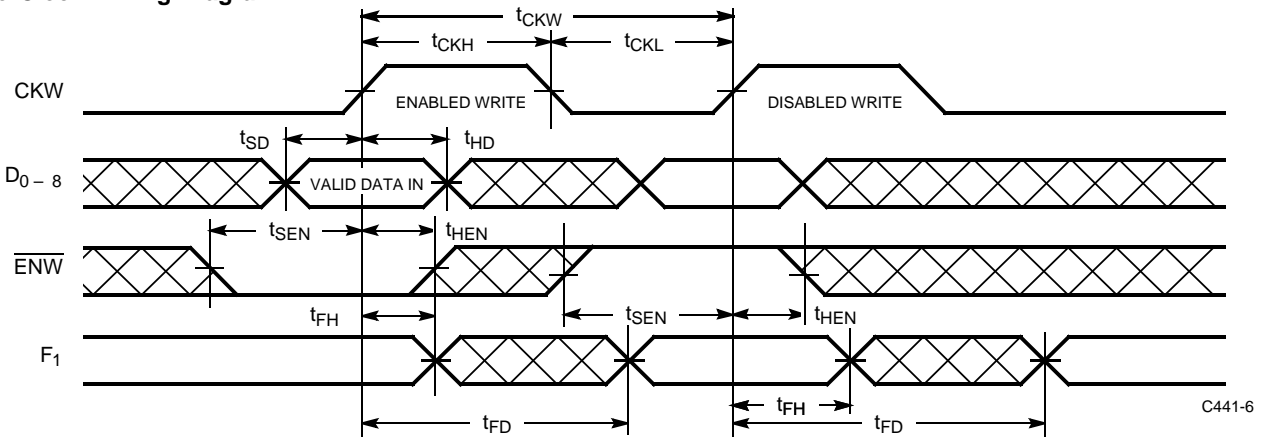 tCKW
tCKH tCKL
CKW
ENABLED WRITE DISABLED WRITE
tSD tHD
D0 – 8
VALID DATA IN
tSEN tHEN
ENW
tFH tSEN tHEN
F1
tFH
tFD tFD
C441-6